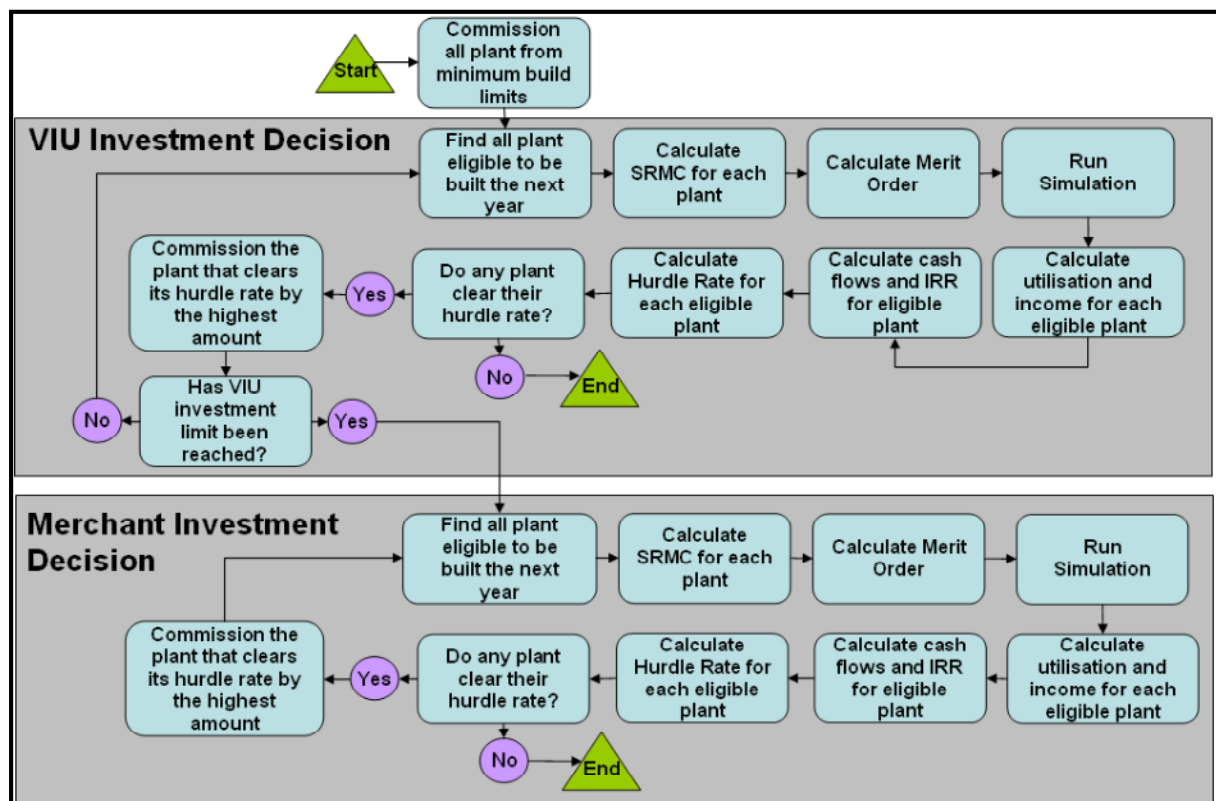 Start
Commission
all plant from
minimum build
limits
VIU Investment Decision
Find all plant
eligible to be
built the next
year
Calculate
SRMC for each
plant
Calculate Merit
Order
Run
Simulation
Calculate
utilisation and
income for each
eligible plant
Calculate cash
flows and IRR
for eligible
plant
Calculate
Hurdle Rate for
each eligible
plant
Do any plant
clear their
hurdle rate?
Yes
No
End
Commission the
plant that clears
its hurdle rate by
the highest
amount
Has VIU
investment
limit been
reached?
No
Yes
Merchant Investment
Decision
Find all plant
eligible to be
built the next
year
Calculate
SRMC for each
plant
Calculate Merit
Order
Run
Simulation
Calculate
utilisation and
income for each
eligible plant
Calculate cash
flows and IRR
for eligible
plant
Calculate
Hurdle Rate for
each eligible
plant
Do any plant
clear their
hurdle rate?
Yes
No
End
Commission the
plant that clears
its hurdle rate by
the highest
amount